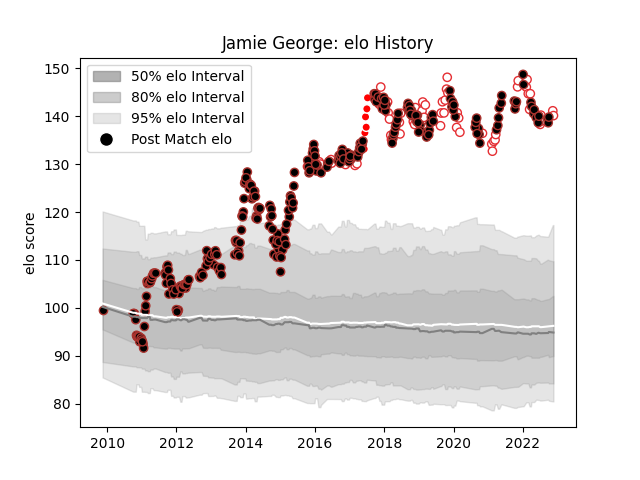 Jamie George: elo History
50% elo Interval
80% elo Interval
95% elo Interval
Post Match elo
elo score
150
140
130
120
110
100
90
80
2010 2012 2014 2016 2018 2020 2022